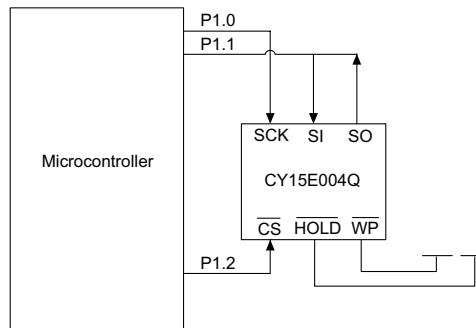 P1.0
P1.1
SCK SI SO
Microcontroller
CY15E004Q
CS HOLD WP
P1.2